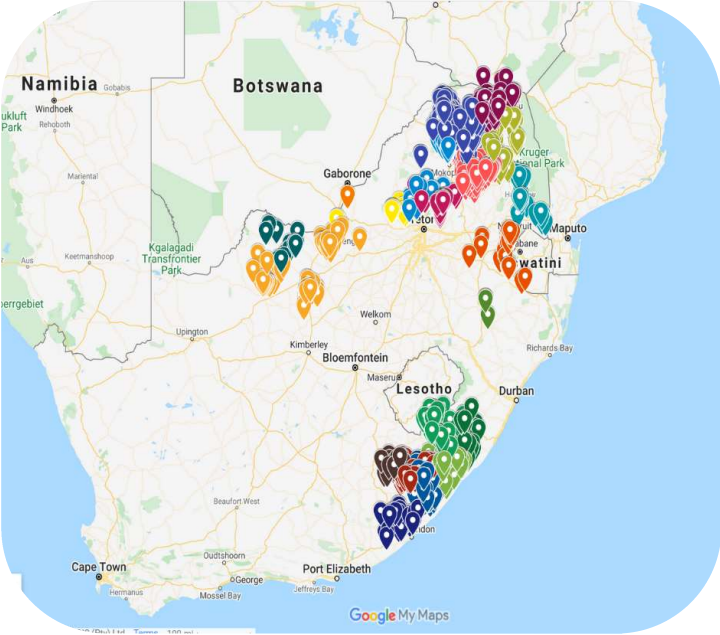 Namibia
Botswana
Gobabis
Windhoek
Rehoboth
Park
Mariental
Kruger
Park
Gaborone
Maputo
Kgalagadi
Transfrontier
Park
Aus
Keetmanshoop
Welkom
Upington
Kimberley
Richards Bay
Bloemfontein
Maseru
Lesotho
Durban
Beaufort West
Oudtshoorn
Cape Town
Port Elizabeth
George
Hermanus
Jeffreys Bay
Mossel Bay
Google My Maps
Terms